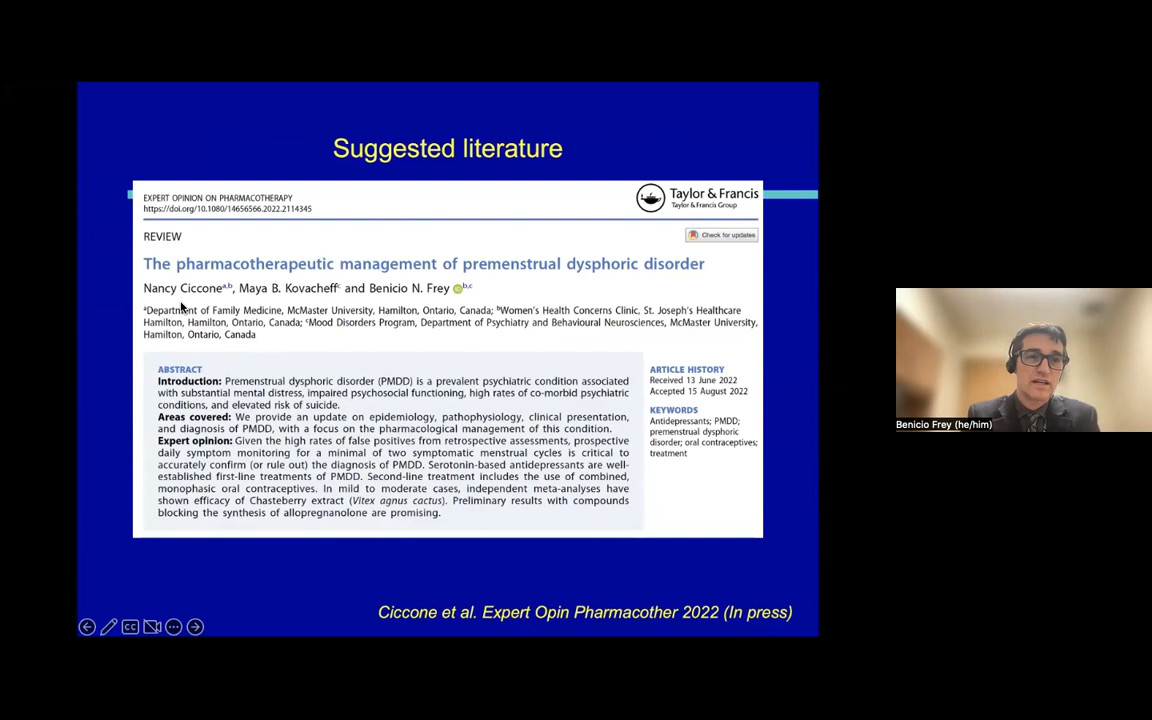 Suggested literature
EXPERT OPINION ON PHARMACOTHERAPY
https://doi.org/10.1080/14656566.2022.2114345
Taylor & Francis
Taylor & Francis Group
REVIEW
Check for updates
The pharmacotherapeutic management of premenstrual dysphoric disorder
Nancy Cicconea,b, Maya B. Kovacheffc and Benicio N. Frey iDb,c
aDepartment of Family Medicine, McMaster University, Hamilton, Ontario, Canada; bWomen's Health Concerns Clinic, St. Joseph's Healthcare
Hamilton, Hamilton, Ontario, Canada; cMood Disorders Program, Department of Psychiatry and Behavioural Neurosciences, McMaster University,
Hamilton, Ontario, Canada
ABSTRACT
Introduction: Premenstrual dysphoric disorder (PMDD) is a prevalent psychiatric condition associated
with substantial mental distress, impaired psychosocial functioning, high rates of co-morbid psychiatric
conditions, and elevated risk of suicide.
Areas covered: We provide an update on epidemiology, pathophysiology, clinical presentation,
and diagnosis of PMDD, with a focus on the pharmacological management of this condition.
Expert opinion: Given the high rates of false positives from retrospective assessments, prospective
daily symptom monitoring for a minimal of two symptomatic menstrual cycles is critical to
accurately confirm (or rule out) the diagnosis of PMDD. Serotonin-based antidepressants are well-
established first-line treatments of PMDD. Second-line treatment includes the use of combined,
monophasic oral contraceptives. In mild to moderate cases, independent meta-analyses have
shown efficacy of Chasteberry extract (Vitex agnus cactus). Preliminary results with compounds
blocking the synthesis of allopregnanolone are promising.
ARTICLE HISTORY
Received 13 June 2022
Accepted 15 August 2022
KEYWORDS
Antidepressants; PMDD;
premenstrual dysphoric
disorder; oral contraceptives;
treatment
Ciccone et al. Expert Opin Pharmacother 2022 (In press)
CC
Benicio Frey (he/him)